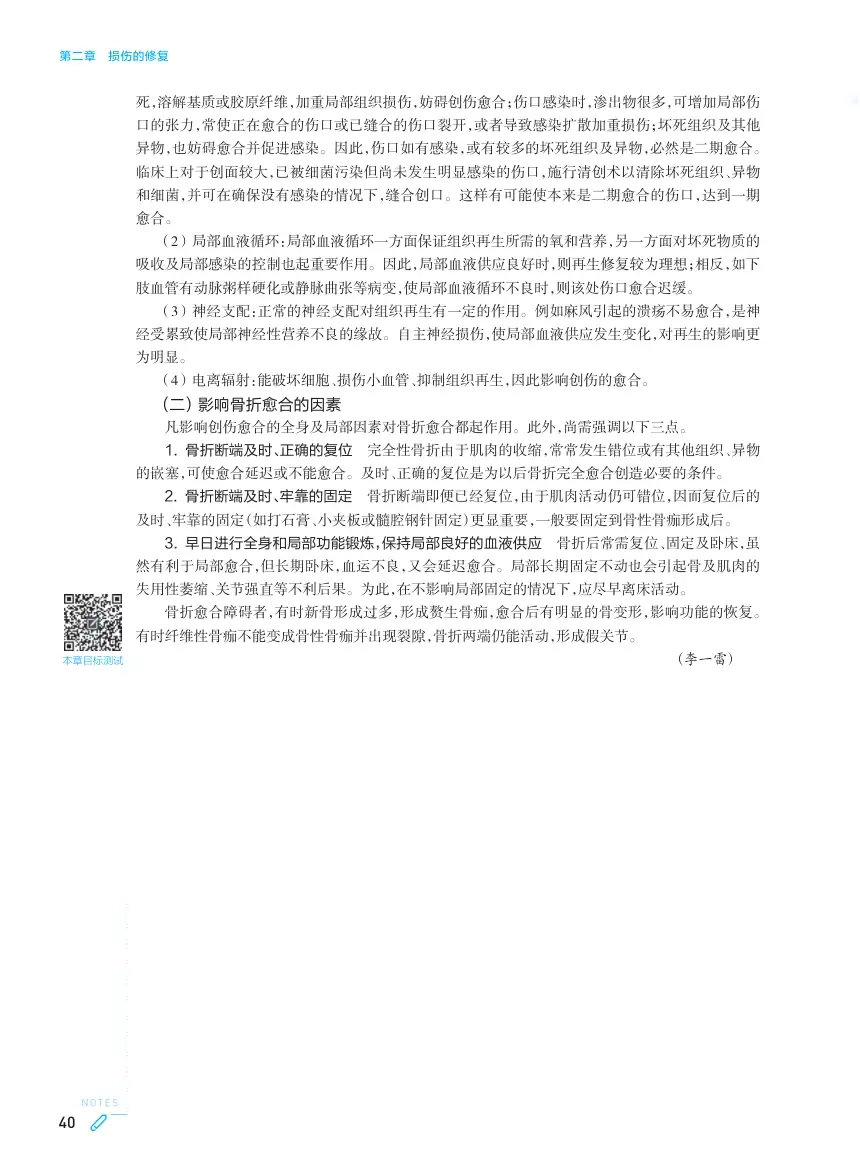 第二章　损伤的修复
死,溶解基质或胶原纤维,加重局部组织损伤,妨碍创伤愈合;伤口感染时,渗出物很多,可增加局部伤
口的张力,常使正在愈合的伤口或已缝合的伤口裂开,或者导致感染扩散加重损伤;坏死组织及其他
异物,也妨碍愈合并促进感染。因此,伤口如有感染,或有较多的坏死组织及异物,必然是二期愈合。
临床上对于创面较大,已被细菌污染但尚未发生明显感染的伤口,施行清创术以清除坏死组织、异物
和细菌,并可在确保没有感染的情况下,缝合创口。这样有可能使本来是二期愈合的伤口,达到一期
愈合。
（2）局部血液循环:局部血液循环一方面保证组织再生所需的氧和营养,另一方面对坏死物质的
吸收及局部感染的控制也起重要作用。因此,局部血液供应良好时,则再生修复较为理想;相反,如下
肢血管有动脉粥样硬化或静脉曲张等病变,使局部血液循环不良时,则该处伤口愈合迟缓。
（3）神经支配:正常的神经支配对组织再生有一定的作用。例如麻风引起的溃疡不易愈合,是神
经受累致使局部神经性营养不良的缘故。自主神经损伤,使局部血液供应发生变化,对再生的影响更
为明显。
（4）电离辐射:能破坏细胞、损伤小血管、抑制组织再生,因此影响创伤的愈合。
（二）影响骨折愈合的因素
凡影响创伤愈合的全身及局部因素对骨折愈合都起作用。此外,尚需强调以下三点。
1. 骨折断端及时、正确的复位　完全性骨折由于肌肉的收缩,常常发生错位或有其他组织、异物
的嵌塞,可使愈合延迟或不能愈合。及时、正确的复位是为以后骨折完全愈合创造必要的条件。
2. 骨折断端及时、牢靠的固定　骨折断端即便已经复位,由于肌肉活动仍可错位,因而复位后的
及时、牢靠的固定(如打石膏、小夹板或髓腔钢针固定)更显重要,一般要固定到骨性骨痂形成后。
3. 早日进行全身和局部功能锻炼,保持局部良好的血液供应　骨折后常需复位、固定及卧床,虽
然有利于局部愈合,但长期卧床,血运不良,又会延迟愈合。局部长期固定不动也会引起骨及肌肉的
失用性萎缩、关节强直等不利后果。为此,在不影响局部固定的情况下,应尽早离床活动。
骨折愈合障碍者,有时新骨形成过多,形成赘生骨痂,愈合后有明显的骨变形,影响功能的恢复。
有时纤维性骨痂不能变成骨性骨痂并出现裂隙,骨折两端仍能活动,形成假关节。
本章目标测试
（李一雷）
NOTES
40